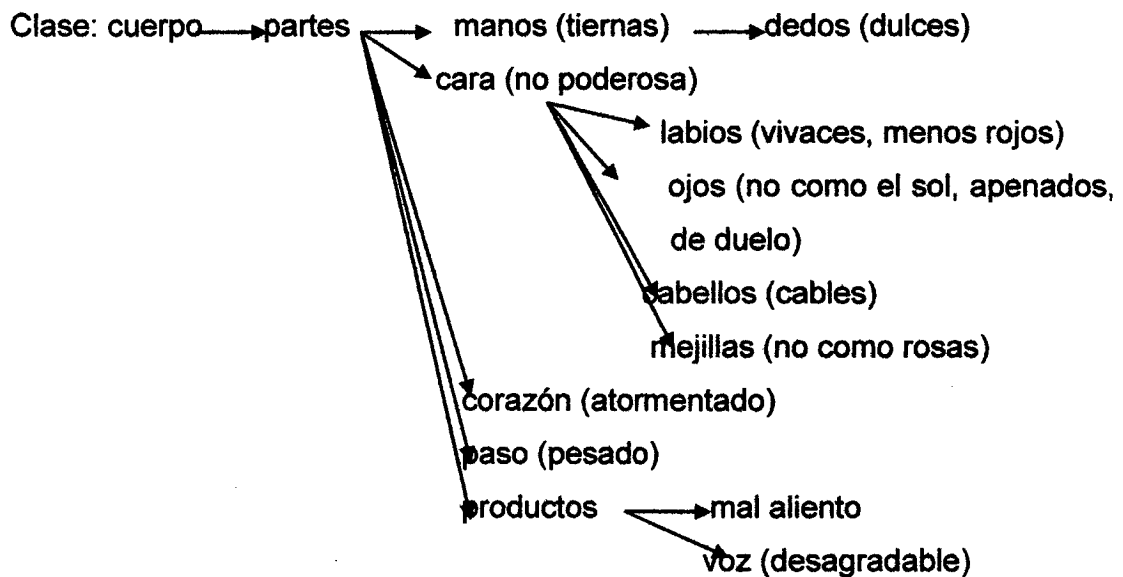 Clase: cuerpo partes manos (tiernas) dedos (dulces)
cara (no poderosa)
labios (vivaces, menos rojos)
ojos (no como el sol, apenados,
de duelo)
cabellos (cables)
mejillas (no como rosas)
corazón (atormentado)
paso (pesado)
productos mal aliento
voz (desagradable)